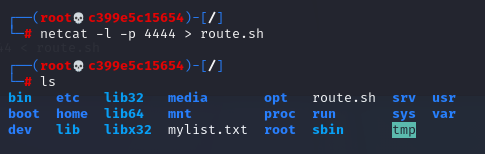 ┌──(root💀c399e5c15654)-[/]
└─# netcat -l -p 4444 > route.sh
┌──(root💀c399e5c15654)-[/]
└─# ls
bin etc lib32 media opt route.sh srv usr
boot home lib64 mnt proc run sys var
dev lib libx32 mylist.txt root sbin tmp